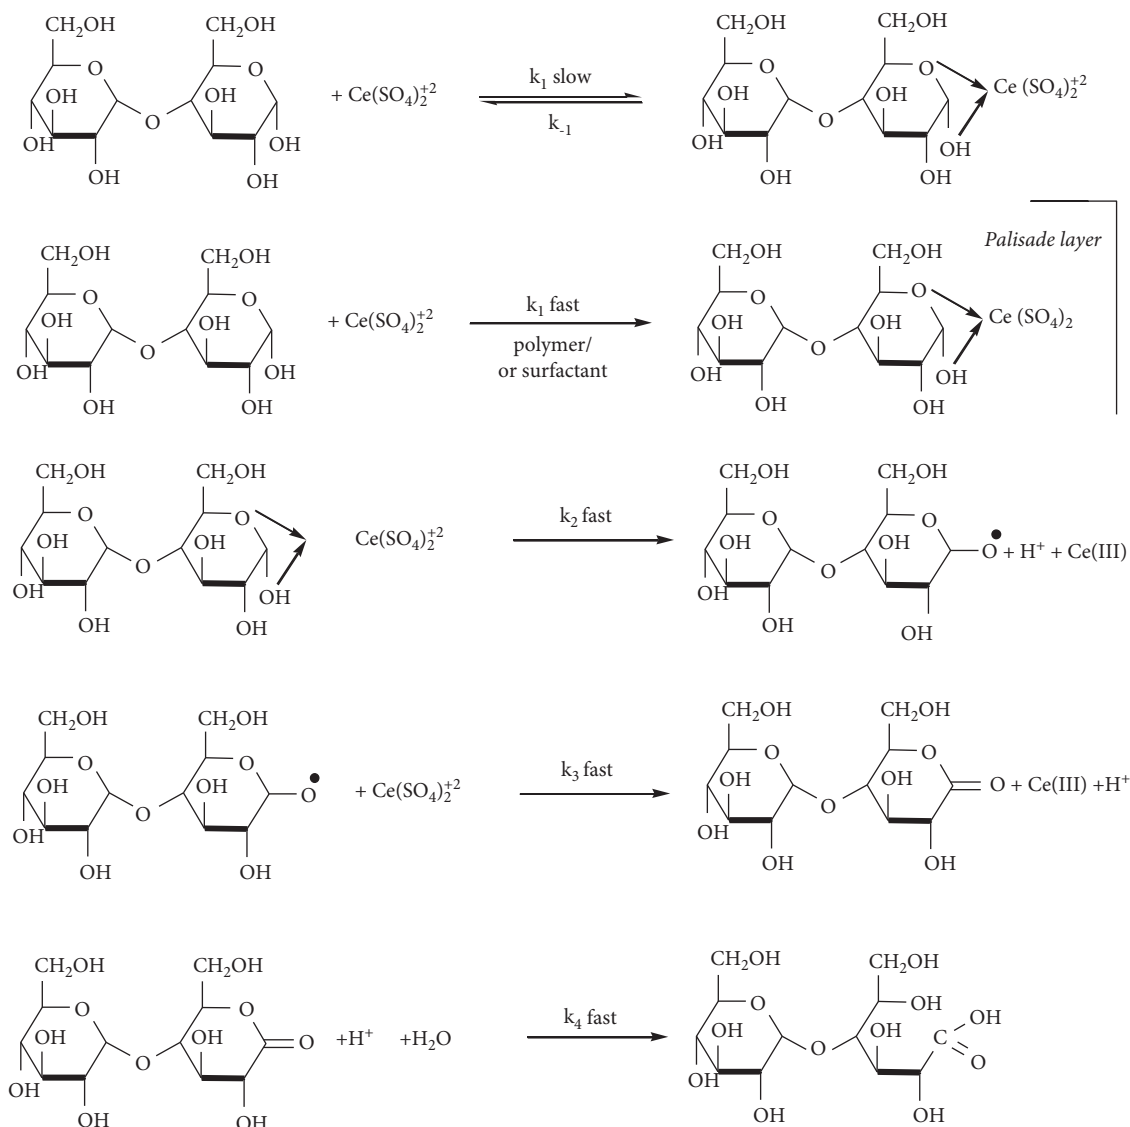 CH₂OH CH₂OH CH₂OH CH₂OH
O O O O
OH OH + Ce(SO₄)₂⁺² k₁ slow OH OH Ce (SO₄)₂⁺²
O k₋₁ O
OH OH OH OH
OH OH OH OH
Palisade layer
CH₂OH CH₂OH CH₂OH CH₂OH
O O O O
OH OH + Ce(SO₄)₂⁺² k₁ fast OH OH Ce (SO₄)₂
O polymer/ O
OH OH or surfactant OH OH
OH OH OH OH
CH₂OH CH₂OH CH₂OH CH₂OH
O O O O
OH OH Ce(SO₄)₂⁺² k₂ fast OH OH O• + H⁺ + Ce(III)
O O
OH OH OH
OH OH OH OH
CH₂OH CH₂OH CH₂OH CH₂OH
O O O O
OH OH O• + Ce(SO₄)₂⁺² k₃ fast OH OH O + Ce(III) +H⁺
O O
OH OH
OH OH OH OH
CH₂OH CH₂OH CH₂OH CH₂OH
O O O OH
OH OH O +H⁺ +H₂O k₄ fast OH OH C OH
O O O
OH OH
OH OH OH OH